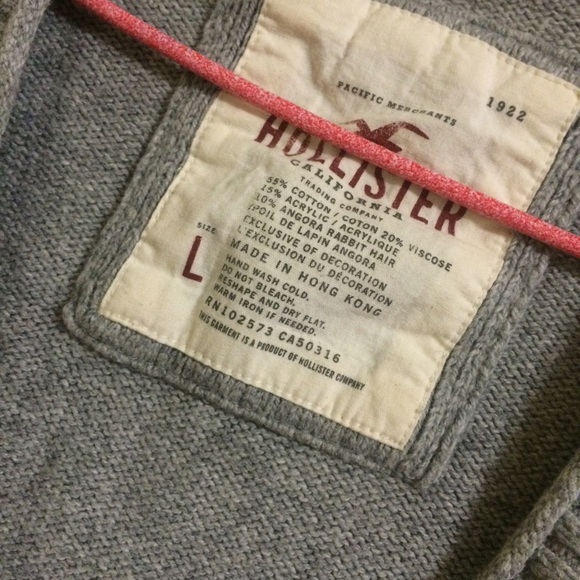 PACIFIC MERCHANTS
1922
HOLLISTER
CALIFORNIA
TRADING COMPANY
55% COTTON / COTON 20% VISCOSE
15% ACRYLIC / ACRYLIQUE
10% ANGORA RABBIT HAIR
/POIL DE LAPIN ANGORA
EXCLUSIVE OF DECORATION
L'EXCLUSION DU DÉCORATION
MADE IN HONG KONG
SIZE
L
HAND WASH COLD.
DO NOT BLEACH.
RESHAPE AND DRY FLAT.
WARM IRON IF NEEDED.
RN102573 CA50316
THIS GARMENT IS A PRODUCT OF HOLLISTER COMPANY